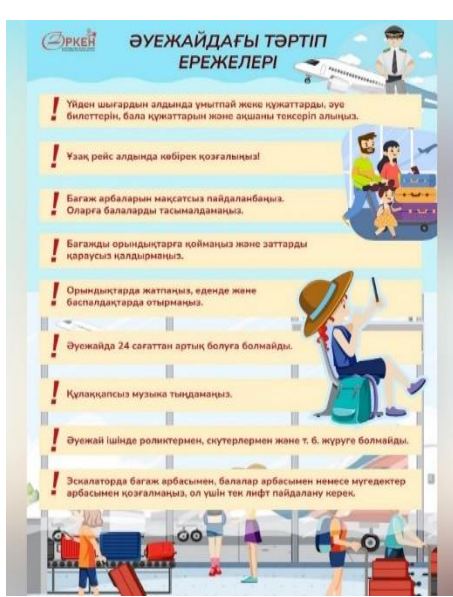 ӨРКЕН
ӘУЕЖАЙДАҒЫ ТӘРТІП
ЕРЕЖЕЛЕРІ
! Үйден шығардың алдында ұмытпай жеке құжаттарды, әуе
билеттерін, бала құжаттарын және ақшаны тексеріп алыңыз.
! Ұзақ рейс алдында көбірек қозғалыңыз!
! Багаж арбаларын мақсатсыз пайдаланбаңыз.
Оларға балаларды тасымалдамаңыз.
! Багажды орындықтарға қоймаңыз және заттарды
қараусыз қалдырмаңыз.
! Орындықтарда жатпаңыз, еденде және
баспалдақтарда отырмаңыз.
! Әуежайда 24 сағаттан артық болуға болмайды.
! Құлаққапсыз музыка тыңдамаңыз.
! Әуежай ішінде роликтермен, скутерлермен және т. б. жүруге болмайды.
! Эскалаторда багаж арбасымен, балалар арбасымен немесе мүгедектер
арбасымен қозғалмаңыз, ол үшін тек лифт пайдалану керек.